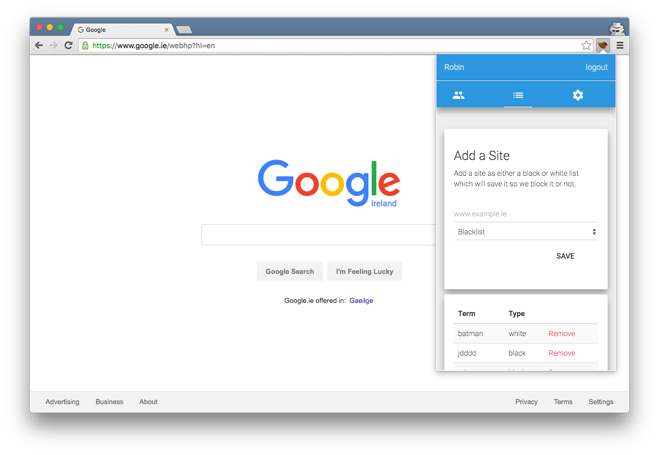 Google
https://www.google.ie/webhp?hl=en
Robin
logout
Google
Ireland
Google Search
I'm Feeling Lucky
Google.ie offered in: Gaeilge
Add a Site
Add a site as either a black or white list
which will save it so we block it or not.
www.example.ie
Blacklist
SAVE
Term Type
batman white Remove
jdddd black Remove
Advertising Business About
Privacy Terms Settings